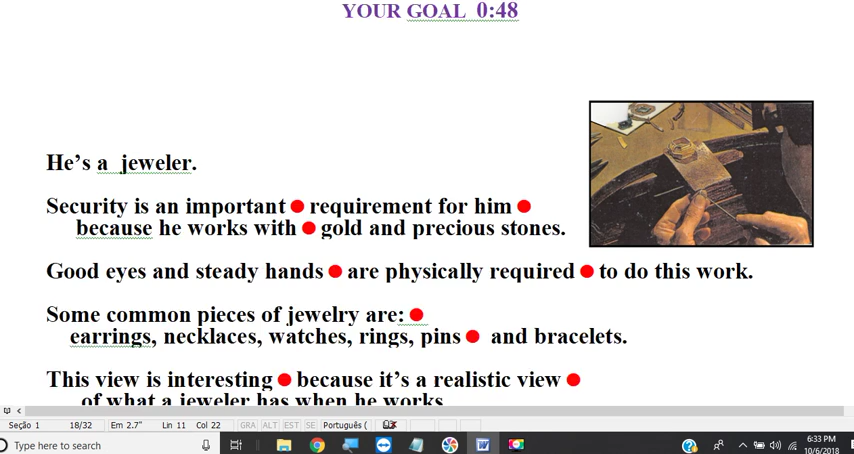 YOUR GOAL 0:48
He's a jeweler.
Security is an important requirement for him
because he works with gold and precious stones.
Good eyes and steady hands are physically required to do this work.
Some common pieces of jewelry are:
earrings, necklaces, watches, rings, pins and bracelets.
This view is interesting because it's a realistic view
of what a jeweler has when he works
Seção 1 18/32 Em 2.7" Lin 11 Col 22 GRA ALT EST SE Português (
Type here to search 6:33 PM
10/6/2018